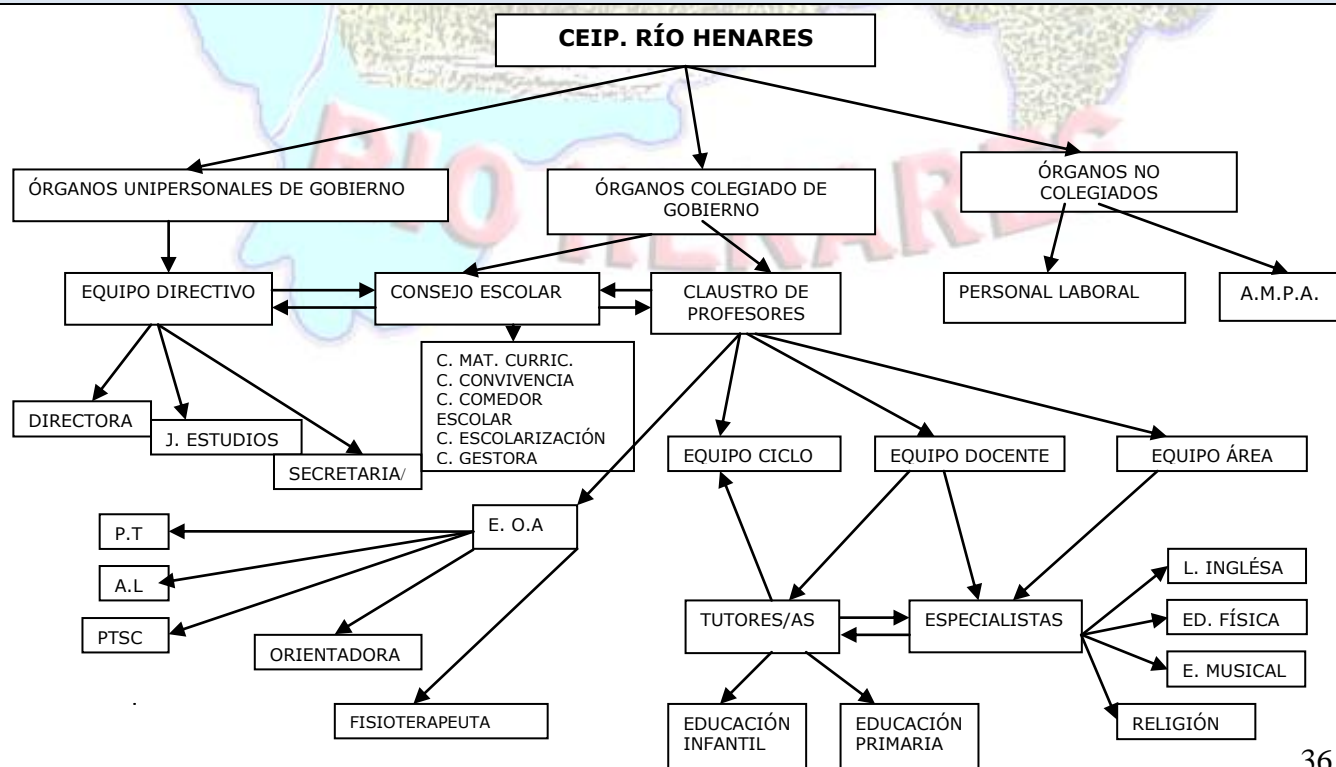 CEIP. RÍO HENARES
RIO HENARES
ÓRGANOS UNIPERSONALES DE GOBIERNO
ÓRGANOS COLEGIADO DE
GOBIERNO
ÓRGANOS NO
COLEGIADOS
EQUIPO DIRECTIVO
CONSEJO ESCOLAR
CLAUSTRO DE
PROFESORES
PERSONAL LABORAL
A.M.P.A.
C. MAT. CURRIC.
C. CONVIVENCIA
C. COMEDOR
ESCOLAR
C. ESCOLARIZACIÓN
C. GESTORA
DIRECTORA
J. ESTUDIOS
SECRETARIA/
EQUIPO CICLO
EQUIPO DOCENTE
EQUIPO ÁREA
E. O.A
P.T
A.L
PTSC
ORIENTADORA
FISIOTERAPEUTA
TUTORES/AS
ESPECIALISTAS
L. INGLÉSA
ED. FÍSICA
E. MUSICAL
RELIGIÓN
EDUCACIÓN
INFANTIL
EDUCACIÓN
PRIMARIA
36